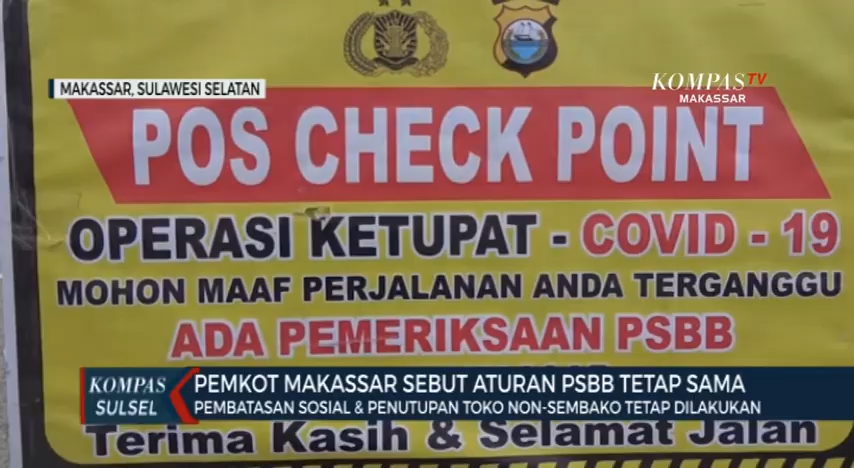 MAKASSAR, SULAWESI SELATAN
KOMPAS TV
MAKASSAR
POS CHECK POINT
OPERASI KETUPAT - COVID - 19
MOHON MAAF PERJALANAN ANDA TERGANGGU
ADA PEMERIKSAAN PSBB
KOMPAS SULSEL
PEMKOT MAKASSAR SEBUT ATURAN PSBB TETAP SAMA
PEMBATASAN SOSIAL & PENUTUPAN TOKO NON-SEMBAKO TETAP DILAKUKAN
Terima Kasih & Selamat Jalan